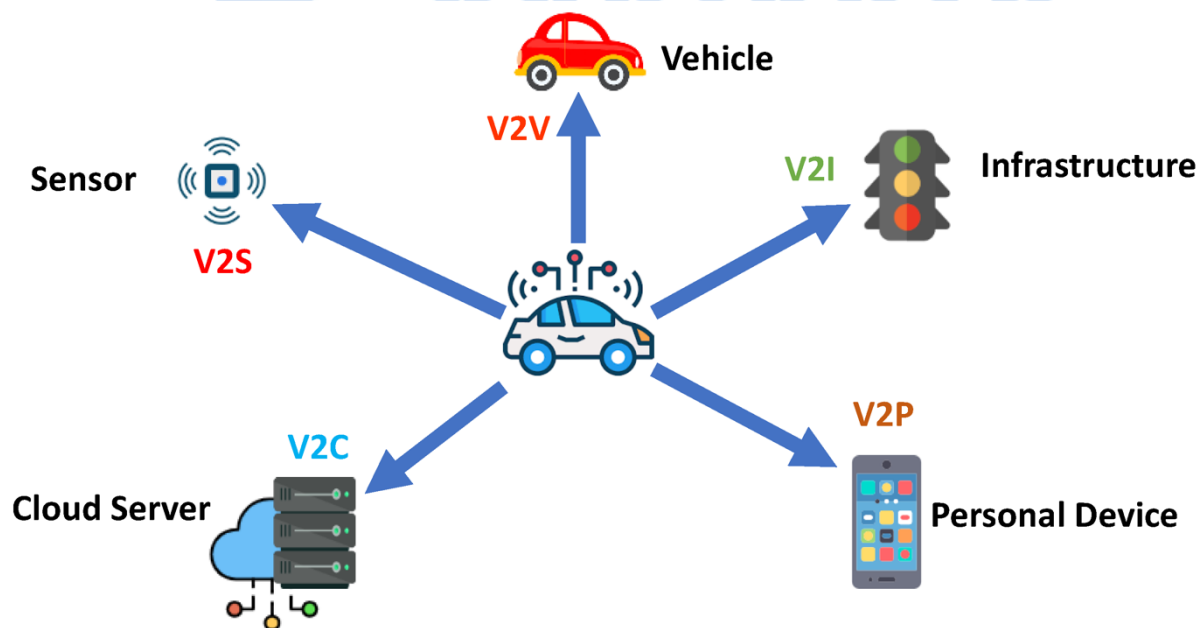 Vehicle
V2V
V2I
Infrastructure
Sensor
V2S
V2P
V2C
Cloud Server
Personal Device